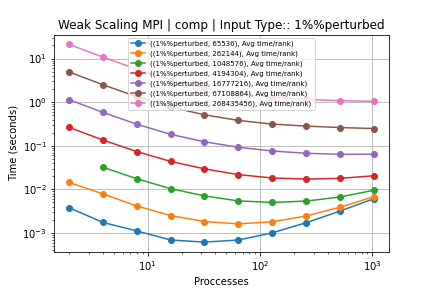 Weak Scaling MPI | comp | Input Type:: 1%%perturbed
((1%%perturbed, 65536), Avg time/rank)
((1%%perturbed, 262144), Avg time/rank)
((1%%perturbed, 1048576), Avg time/rank)
((1%%perturbed, 4194304), Avg time/rank)
((1%%perturbed, 16777216), Avg time/rank)
((1%%perturbed, 67108864), Avg time/rank)
((1%%perturbed, 268435456), Avg time/rank)
Time (seconds)
10¹
10⁰
10⁻¹
10⁻²
10⁻³
10¹ 10² 10³
Proccesses